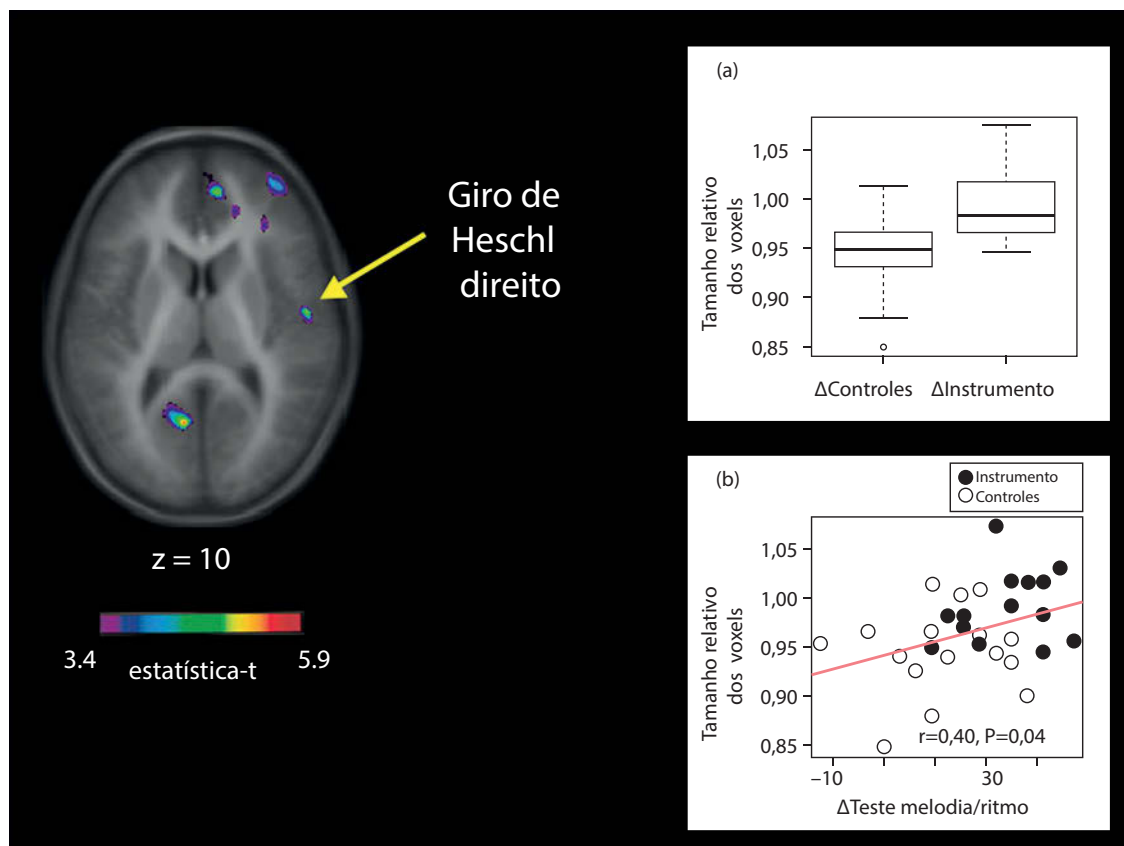 Giro de
Heschl
direito
z = 10
3.4
5.9
estatística-t
(a)
Tamanho relativo
dos voxels
1,05
1,00
0,95
0,90
0,85
ΔControles
ΔInstrumento
(b)
Instrumento
Controles
Tamanho relativo
dos voxels
1,05
1,00
0,95
0,90
0,85
r=0,40, P=0,04
–10
30
ΔTeste melodia/ritmo